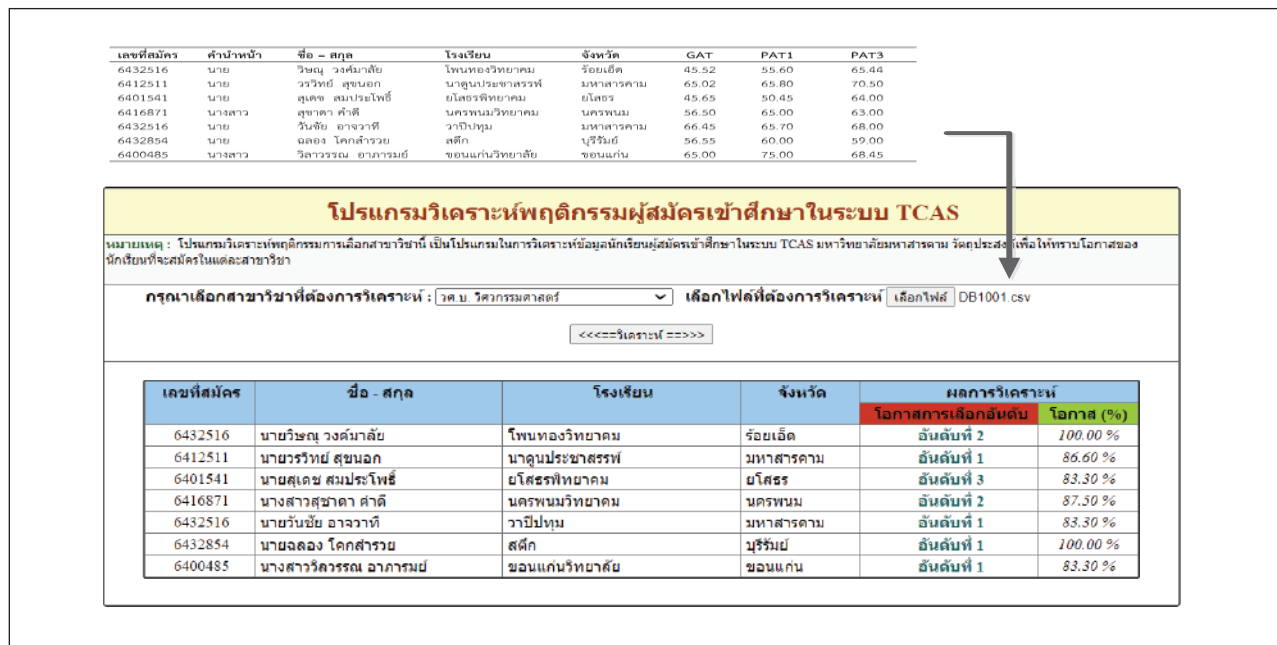 เลขที่สมัคร คำนำหน้า ชื่อ – สกุล โรงเรียน จังหวัด GAT PAT1 PAT3
6432516 นาย วิษณุ วงค์มาลัย โพนทองวิทยาคม ร้อยเอ็ด 45.52 55.60 65.44
6412511 นาย วรวิทย์ สุขนอก นาดูนประชาสรรพ์ มหาสารคาม 65.02 65.80 70.50
6401541 นาย สุเดช สมประโพธิ์ ยโสธรพิทยาคม ยโสธร 45.65 50.45 64.00
6416871 นางสาว สุชาดา คำดี นครพนมวิทยาคม นครพนม 56.50 65.00 63.00
6432516 นาย วันชัย อาจวาที วาปีปทุม มหาสารคาม 66.45 65.70 68.00
6432854 นาย ฉลอง โคกสำรวย สตึก บุรีรัมย์ 56.55 60.00 59.00
6400485 นางสาว วิลาวรรณ อาภารมย์ ขอนแก่นวิทยาลัย ขอนแก่น 65.00 75.00 68.45
โปรแกรมวิเคราะห์พฤติกรรมผู้สมัครเข้าศึกษาในระบบ TCAS
หมายเหตุ : โปรแกรมวิเคราะห์พฤติกรรมการเลือกสาขาวิชานี้ เป็นโปรแกรมในการวิเคราะห์ข้อมูลนักเรียนผู้สมัครเข้าศึกษาในระบบ TCAS มหาวิทยาลัยมหาสารคาม วัตถุประสงค์เพื่อให้ทราบโอกาสของ
นักเรียนที่จะสมัครในแต่ละสาขาวิชา
กรุณาเลือกสาขาวิชาที่ต้องการวิเคราะห์ : วศ.บ. วิศวกรรมศาสตร์ เลือกไฟล์ที่ต้องการวิเคราะห์ เลือกไฟล์ DB1001.csv
<<<==วิเคราะห์ ==>>>
เลขที่สมัคร ชื่อ - สกุล โรงเรียน จังหวัด ผลการวิเคราะห์
โอกาสการเลือกอันดับ โอกาส (%)
6432516 นายวิษณุ วงค์มาลัย โพนทองวิทยาคม ร้อยเอ็ด อันดับที่ 2 100.00 %
6412511 นายวรวิทย์ สุขนอก นาดูนประชาสรรพ์ มหาสารคาม อันดับที่ 1 86.60 %
6401541 นายสุเดช สมประโพธิ์ ยโสธรพิทยาคม ยโสธร อันดับที่ 3 83.30 %
6416871 นางสาวสุชาดา คำดี นครพนมวิทยาคม นครพนม อันดับที่ 2 87.50 %
6432516 นายวันชัย อาจวาที วาปีปทุม มหาสารคาม อันดับที่ 1 83.30 %
6432854 นายฉลอง โคกสำรวย สตึก บุรีรัมย์ อันดับที่ 1 100.00 %
6400485 นางสาววิลวรรณ อาภารมย์ ขอนแก่นวิทยาลัย ขอนแก่น อันดับที่ 1 83.30 %